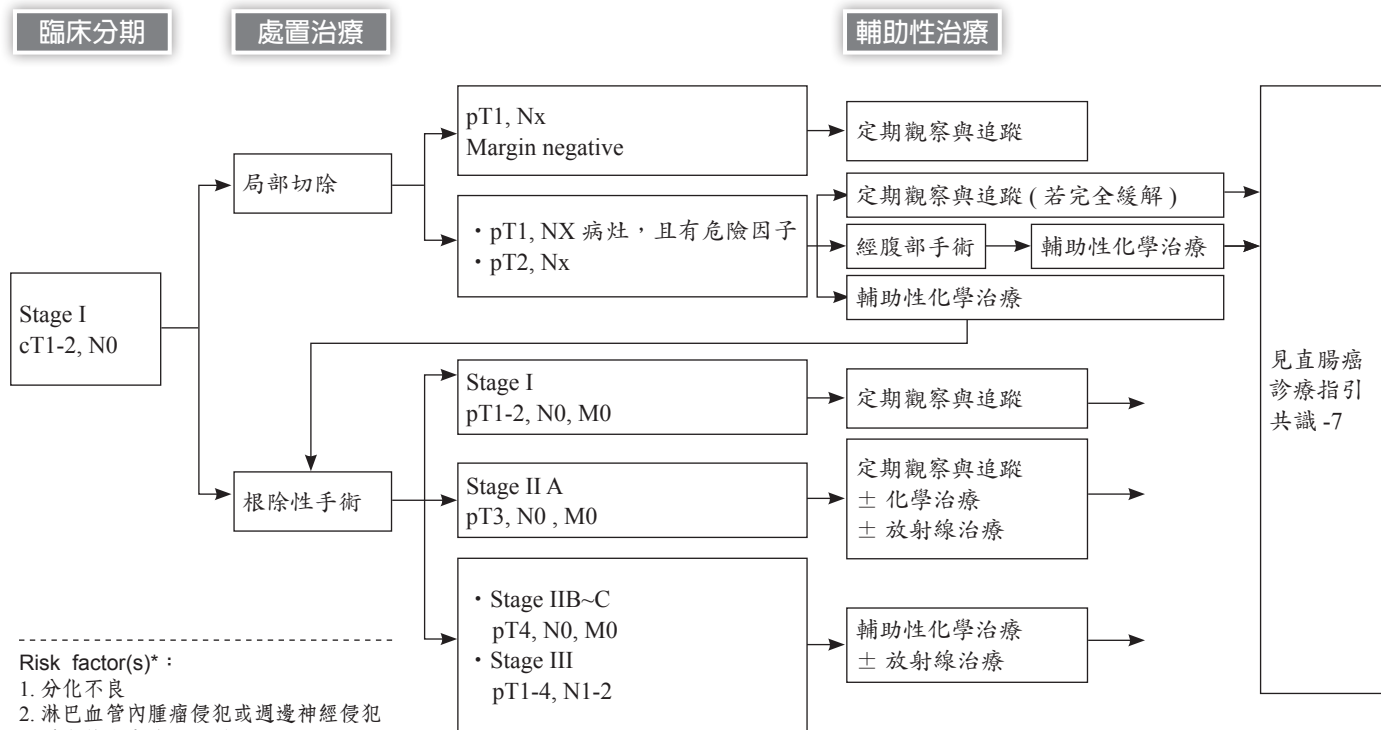 臨床分期
處置治療
輔助性治療
Stage I
cT1-2, N0
局部切除
根除性手術
pT1, Nx
Margin negative
・pT1, NX 病灶，且有危險因子
・pT2, Nx
定期觀察與追蹤
定期觀察與追蹤 ( 若完全緩解 )
經腹部手術
輔助性化學治療
輔助性化學治療
Stage I
pT1-2, N0, M0
定期觀察與追蹤
Stage II A
pT3, N0 , M0
定期觀察與追蹤
± 化學治療
± 放射線治療
・Stage IIB~C
pT4, N0, M0
・Stage III
pT1-4, N1-2
輔助性化學治療
± 放射線治療
見直腸癌
診療指引
共識 -7
Risk factor(s)*：
1. 分化不良
2. 淋巴血管內腫瘤侵犯或週邊神經侵犯